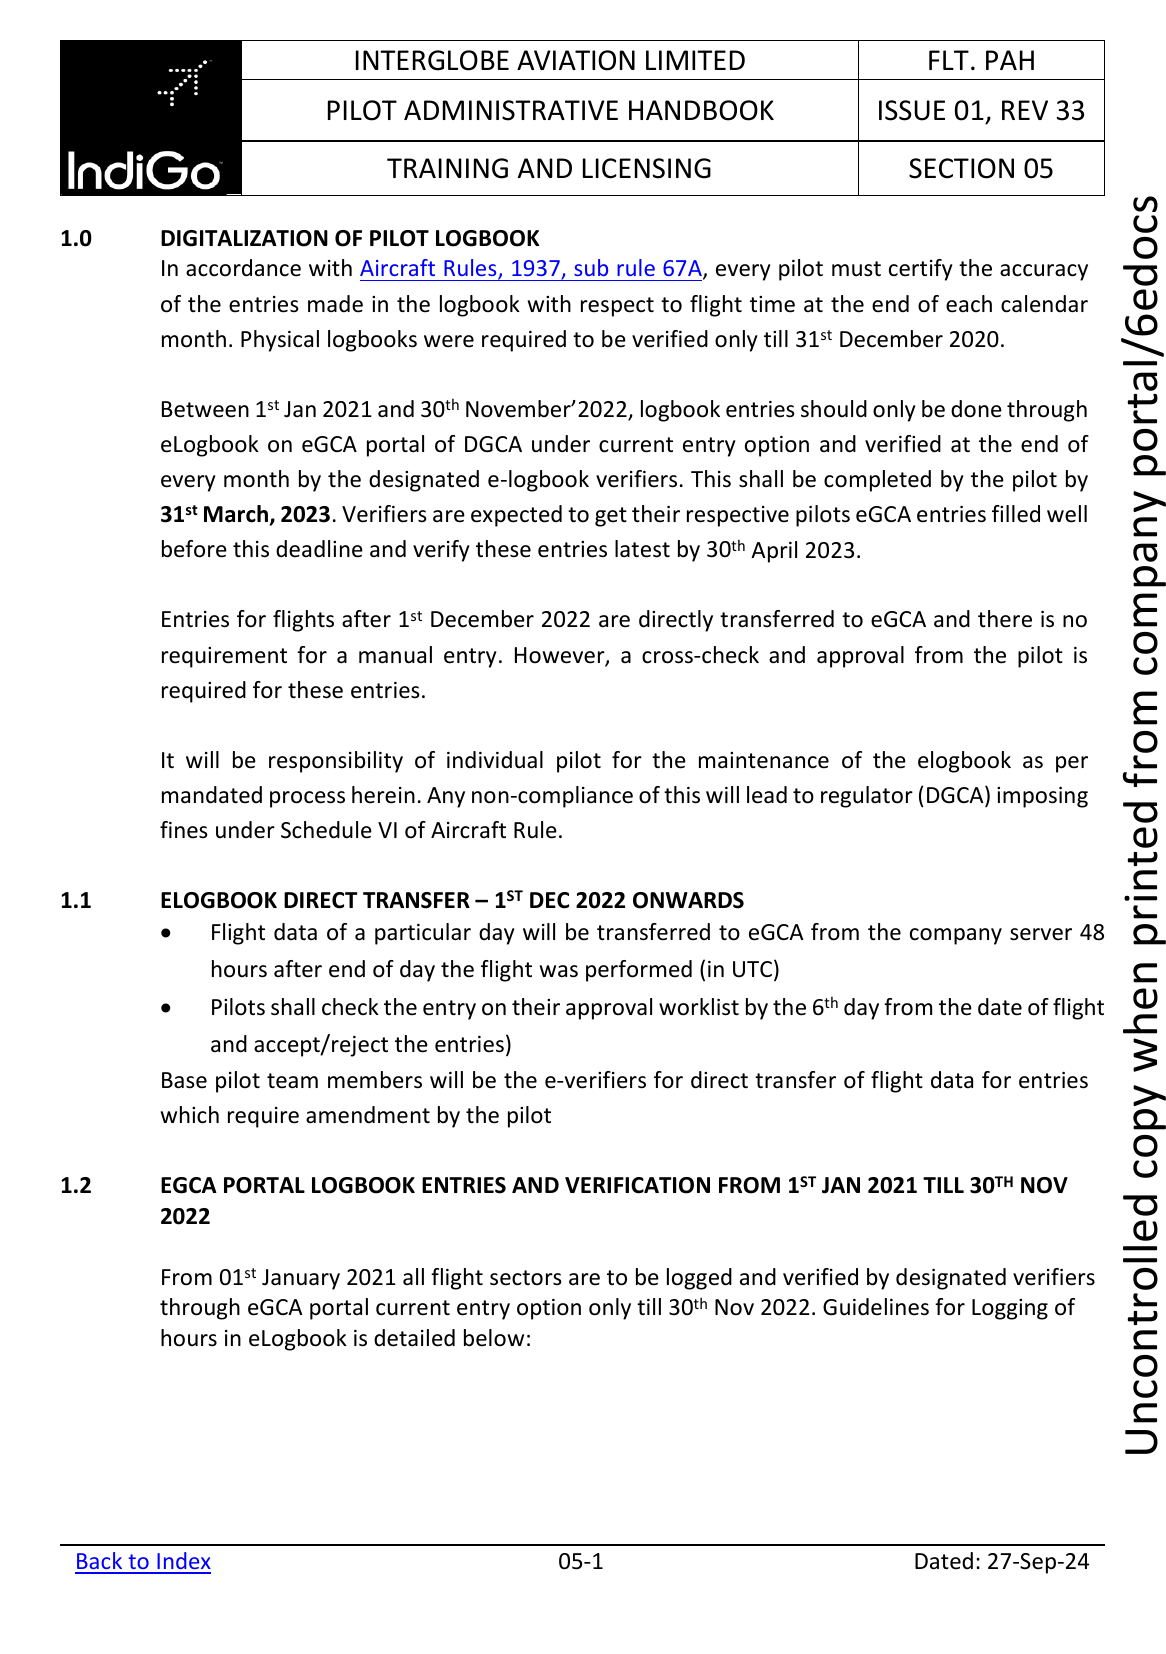 INTERGLOBE AVIATION LIMITED
FLT. PAH
PILOT ADMINISTRATIVE HANDBOOK
ISSUE 01, REV 33
IndiGo
TRAINING AND LICENSING
SECTION 05
1.0 DIGITALIZATION OF PILOT LOGBOOK
In accordance with Aircraft Rules, 1937, sub rule 67A, every pilot must certify the accuracy
of the entries made in the logbook with respect to flight time at the end of each calendar
month. Physical logbooks were required to be verified only till 31st December 2020.
Between 1st Jan 2021 and 30th November’2022, logbook entries should only be done through
eLogbook on eGCA portal of DGCA under current entry option and verified at the end of
every month by the designated e-logbook verifiers. This shall be completed by the pilot by
31st March, 2023. Verifiers are expected to get their respective pilots eGCA entries filled well
before this deadline and verify these entries latest by 30th April 2023.
Entries for flights after 1st December 2022 are directly transferred to eGCA and there is no
requirement for a manual entry. However, a cross-check and approval from the pilot is
required for these entries.
It will be responsibility of individual pilot for the maintenance of the elogbook as per
mandated process herein. Any non-compliance of this will lead to regulator (DGCA) imposing
fines under Schedule VI of Aircraft Rule.
1.1 ELOGBOOK DIRECT TRANSFER – 1ST DEC 2022 ONWARDS
• Flight data of a particular day will be transferred to eGCA from the company server 48
hours after end of day the flight was performed (in UTC)
• Pilots shall check the entry on their approval worklist by the 6th day from the date of flight
and accept/reject the entries)
Base pilot team members will be the e-verifiers for direct transfer of flight data for entries
which require amendment by the pilot
1.2 EGCA PORTAL LOGBOOK ENTRIES AND VERIFICATION FROM 1ST JAN 2021 TILL 30TH NOV
2022
From 01st January 2021 all flight sectors are to be logged and verified by designated verifiers
through eGCA portal current entry option only till 30th Nov 2022. Guidelines for Logging of
hours in eLogbook is detailed below:
Back to Index
05-1
Dated: 27-Sep-24
Uncontrolled copy when printed from company portal/6edocs